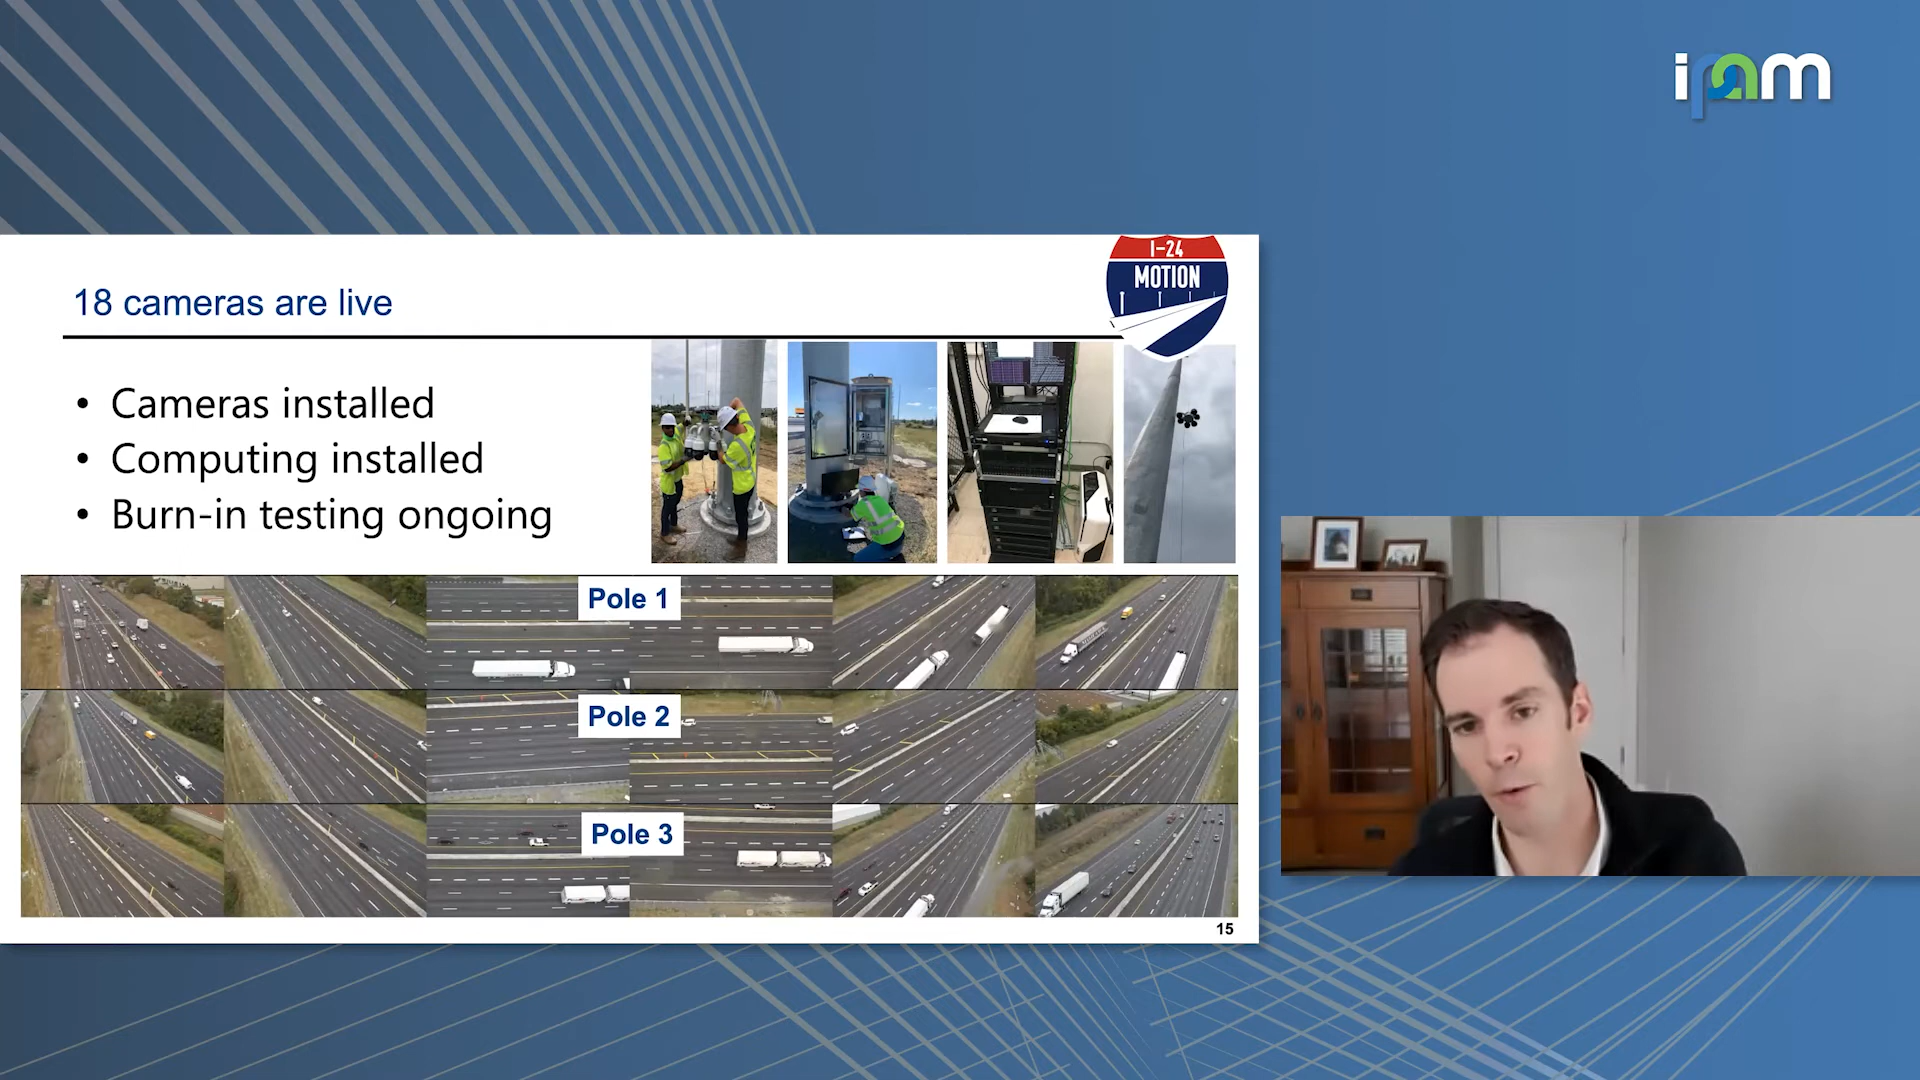 ipam
I-24
MOTION
18 cameras are live
• Cameras installed
• Computing installed
• Burn-in testing ongoing
Pole 1
Pole 2
Pole 3
15